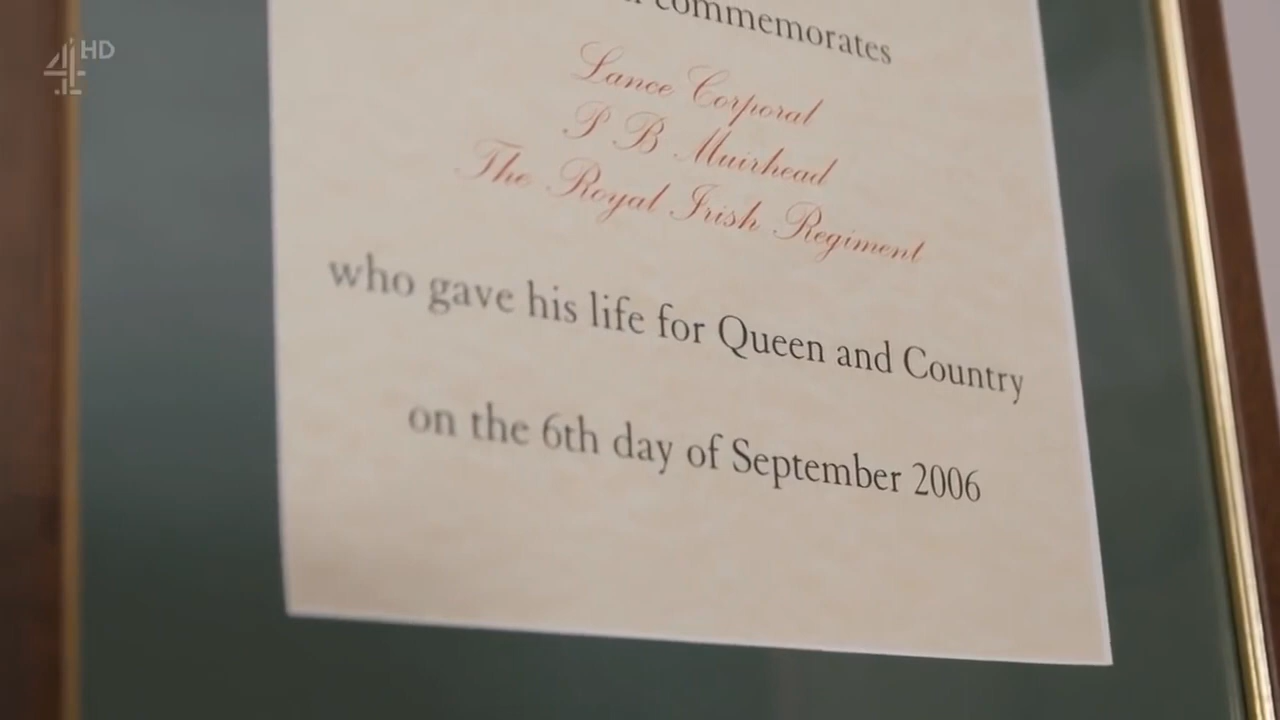 4 HD
commemorates
Lance Corporal
P B Muirhead
The Royal Irish Regiment
who gave his life for Queen and Country
on the 6th day of September 2006